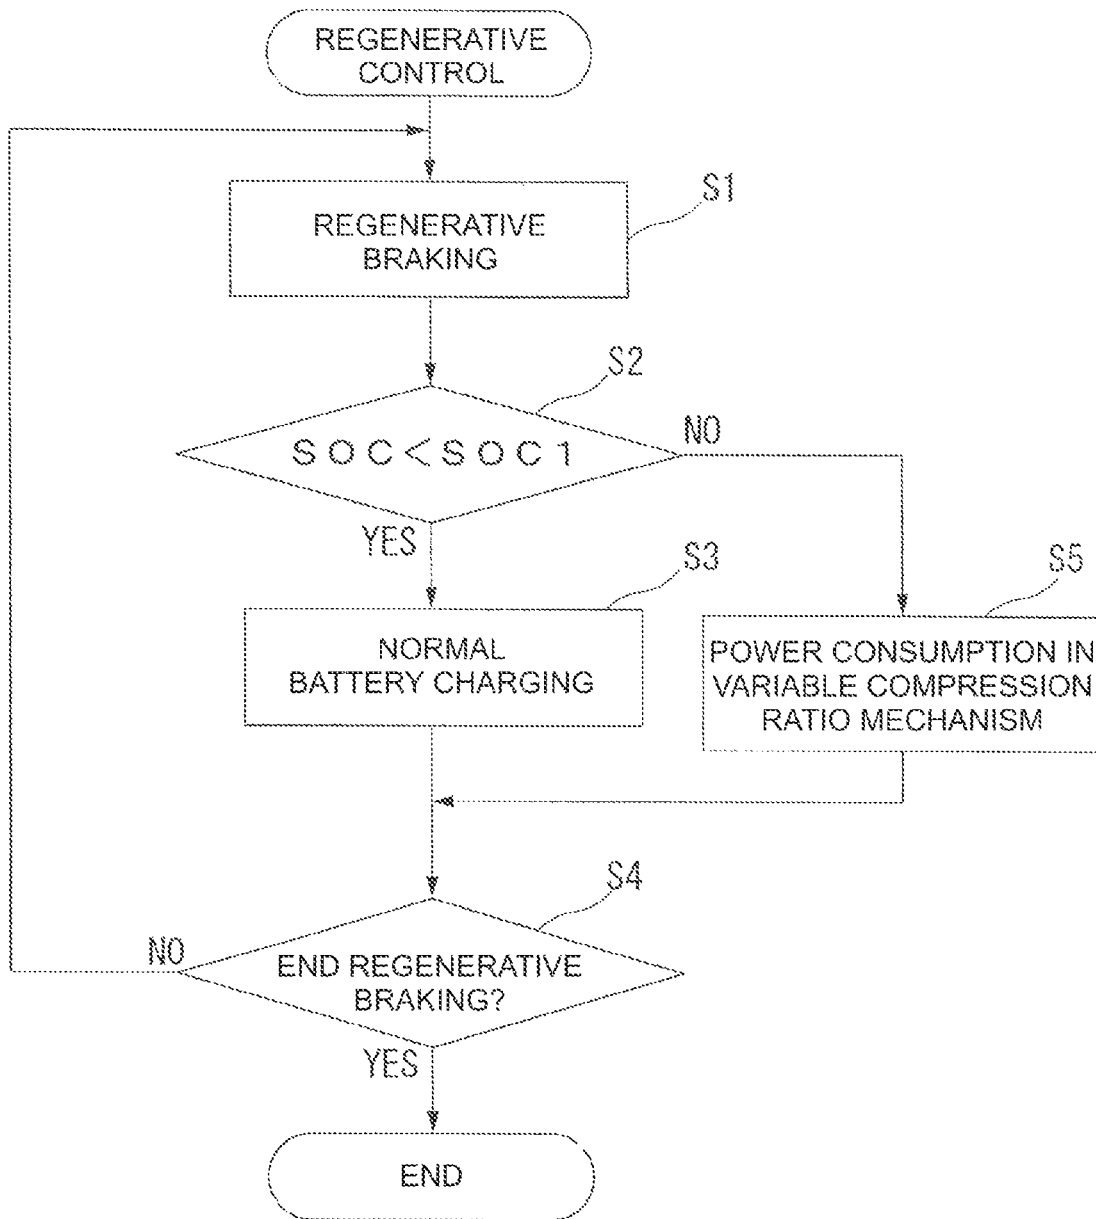 REGENERATIVE
CONTROL
S1
REGENERATIVE
BRAKING
S2
SOC<SOC1
NO
YES
S3
NORMAL
BATTERY CHARGING
S5
POWER CONSUMPTION IN
VARIABLE COMPRESSION
RATIO MECHANISM
S4
NO
END REGENERATIVE
BRAKING?
YES
END